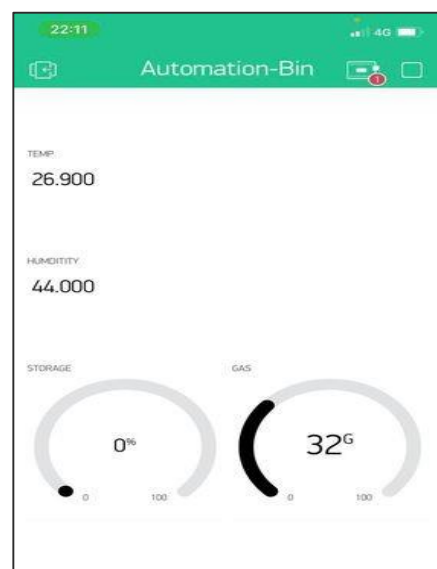 22:11 4G
Automation-Bin 1
TEMP
26.900
HUMDITITY
44.000
STORAGE GAS
0% 32G
0 100 0 100